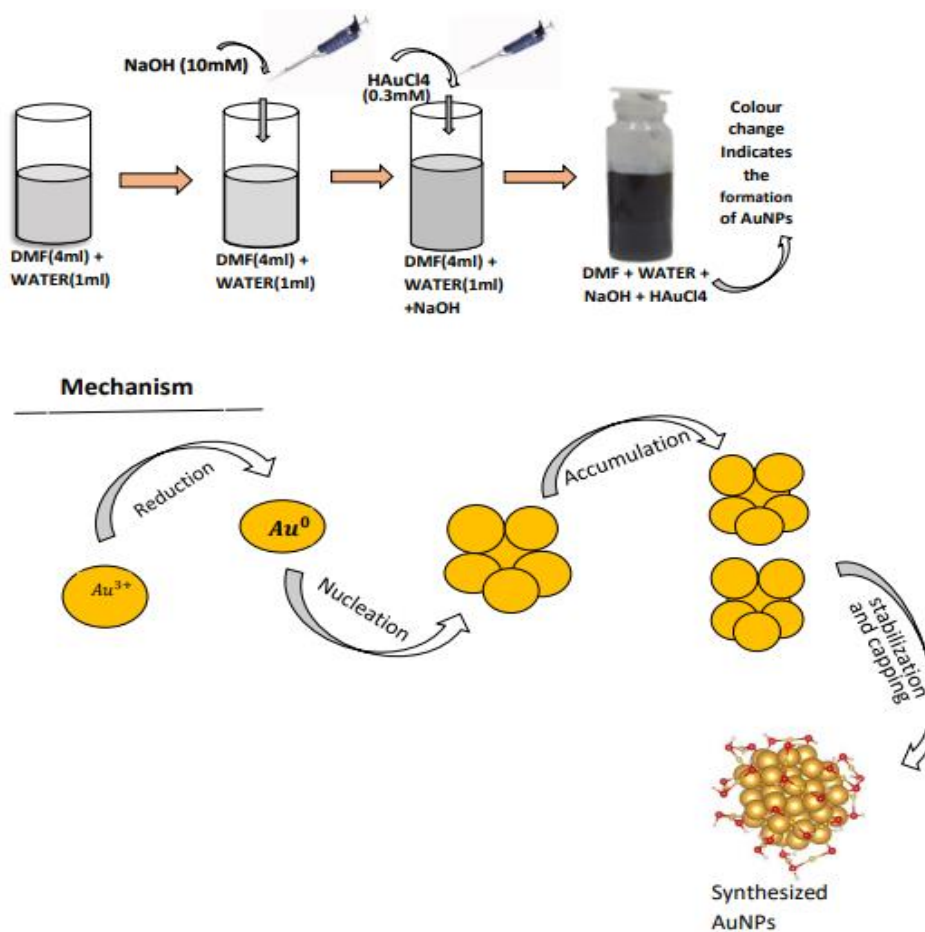 NaOH (10mM)
HAuCl4
(0.3mM)
DMF(4ml) +
WATER(1ml)
DMF(4ml) +
WATER(1ml)
DMF(4ml) +
WATER(1ml)
+NaOH
DMF + WATER +
NaOH + HAuCl4
Colour
change
Indicates
the
formation
of AuNPs
Mechanism
Reduction
Au³⁺
Au⁰
Nucleation
Accumulation
stabilization
and capping
Synthesized
AuNPs